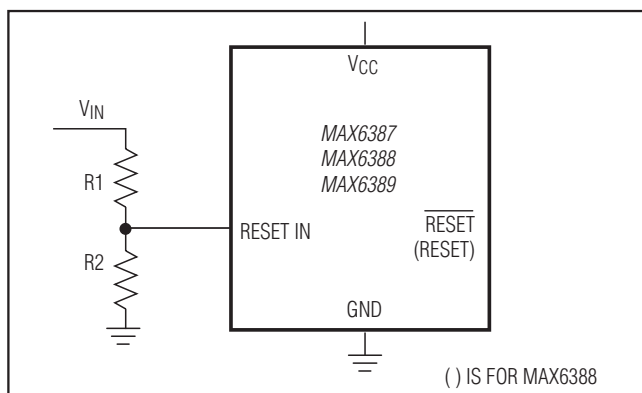 VCC
VIN
MAX6387
MAX6388
MAX6389
R1
RESET IN
RESET
(RESET)
R2
GND
( ) IS FOR MAX6388